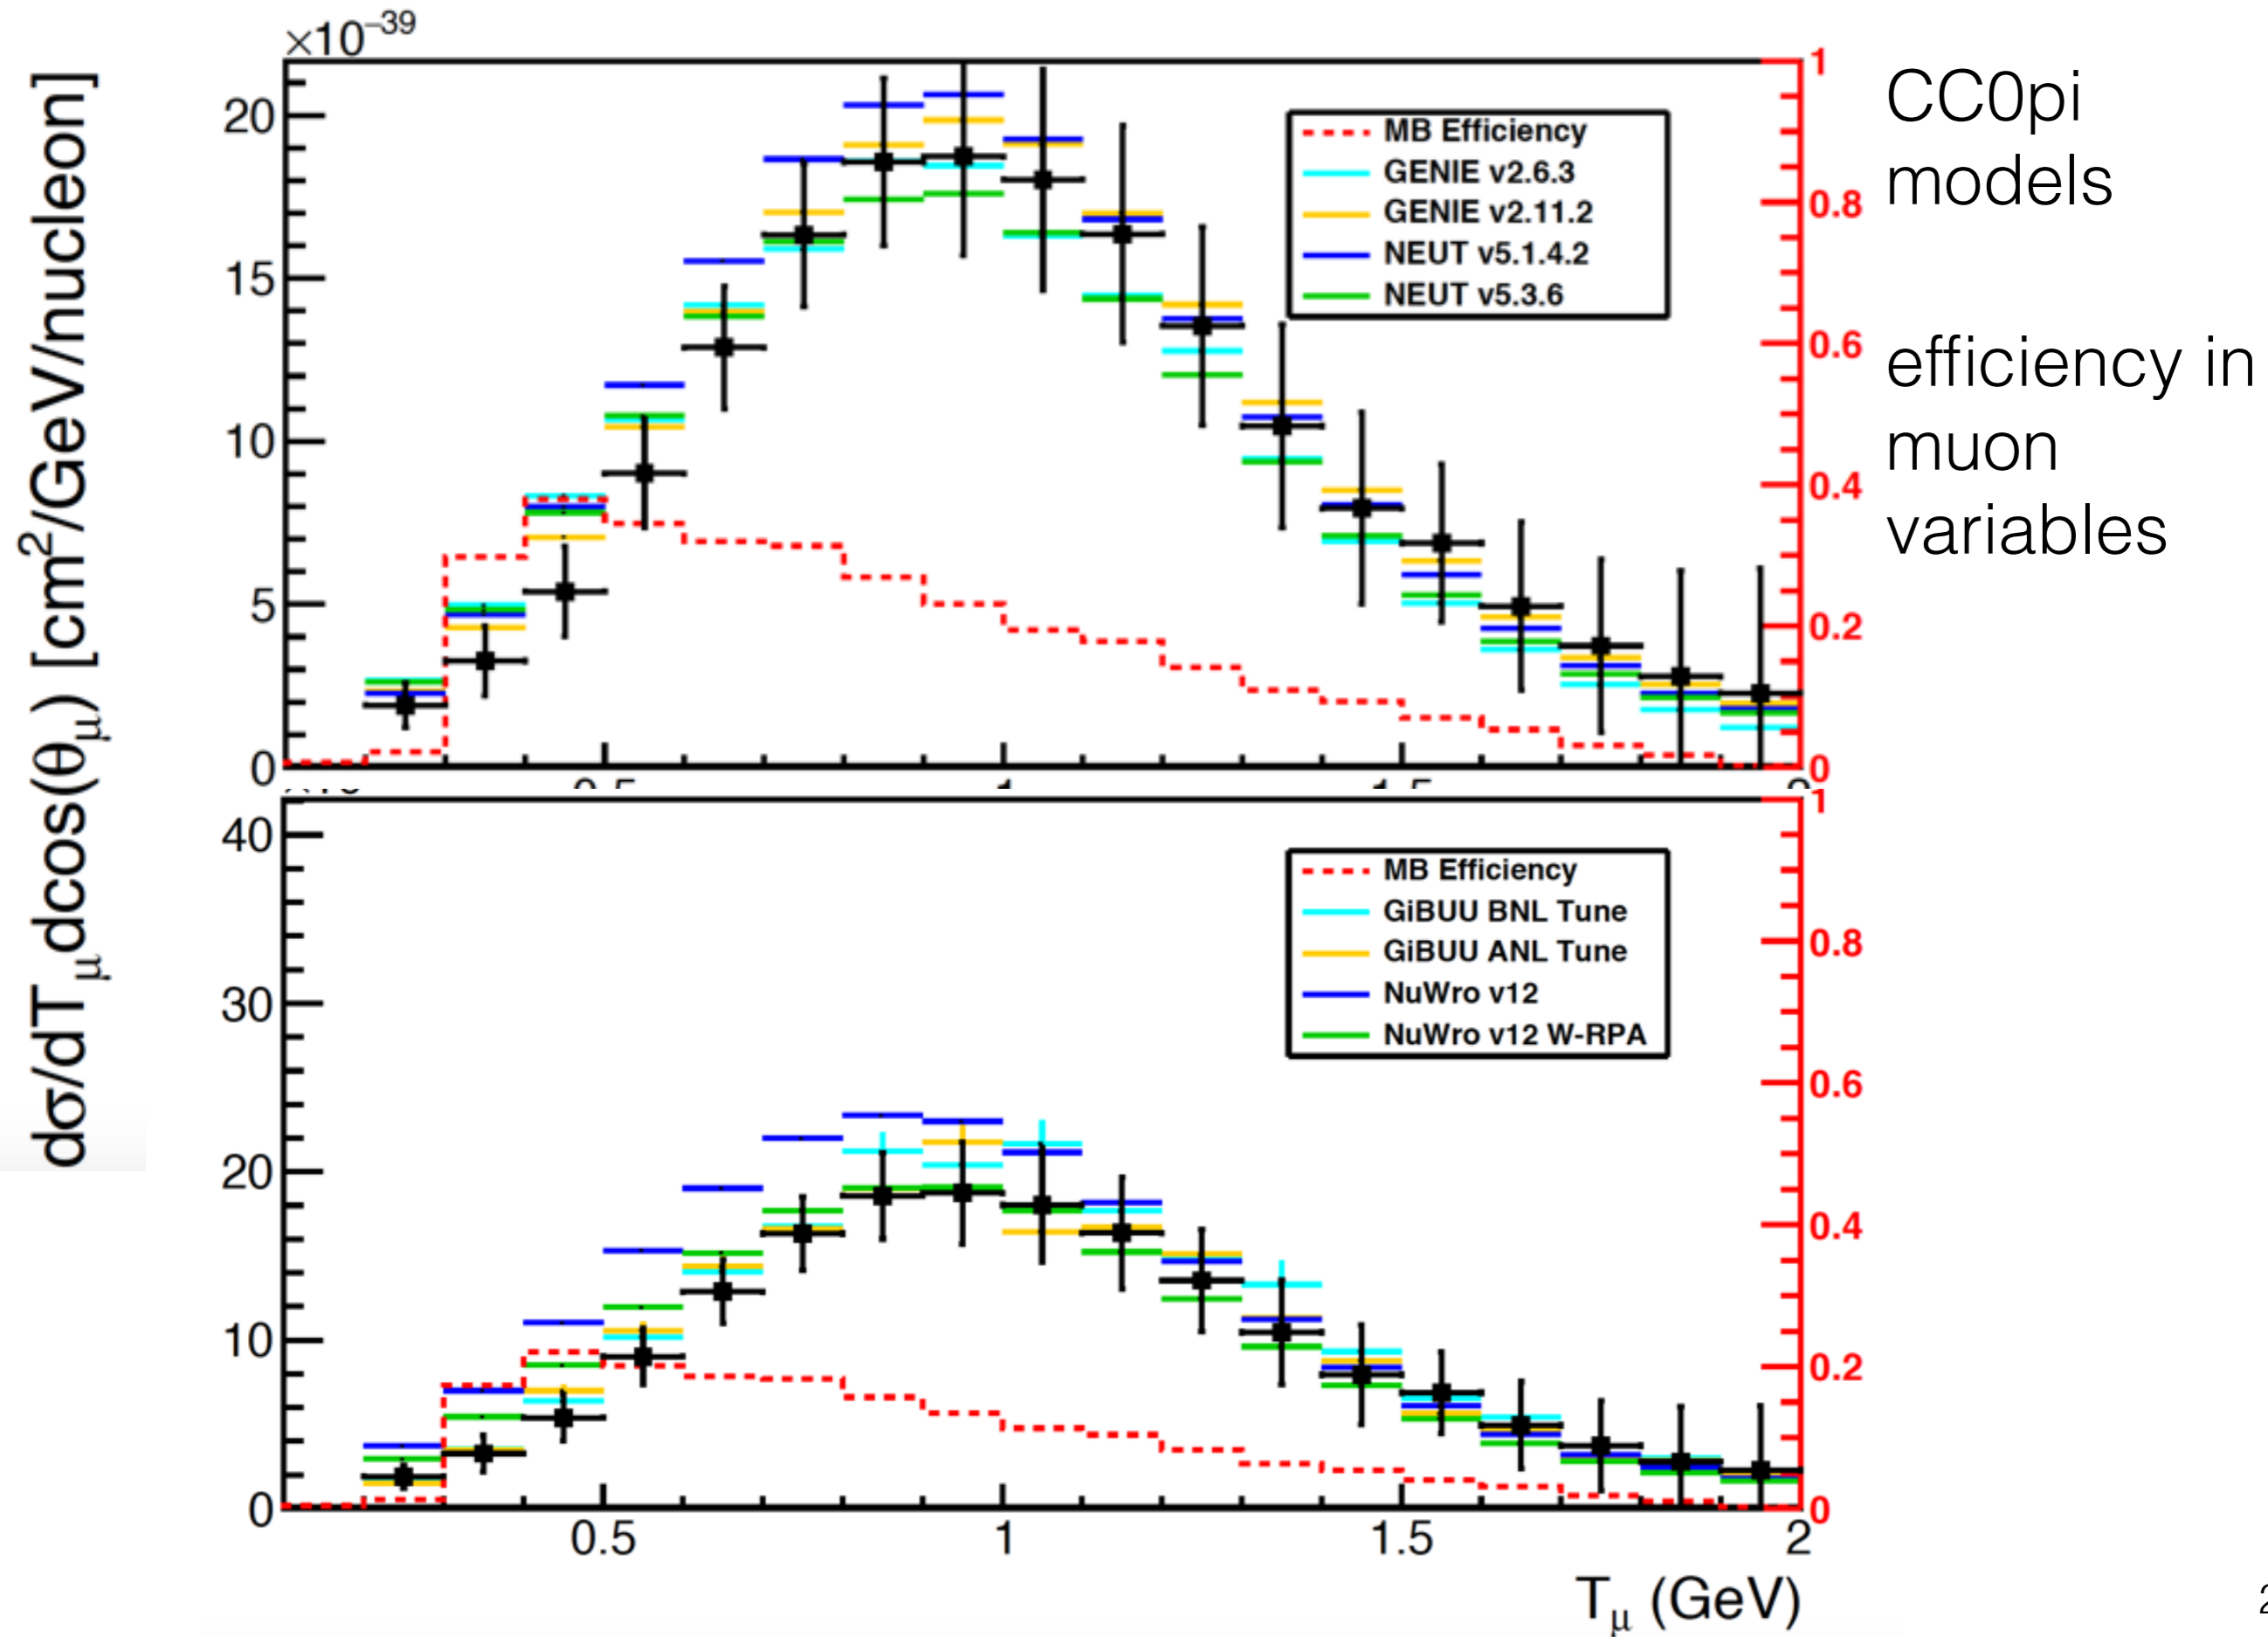 ×10⁻³⁹
dσ/dTμdcos(θμ) [cm²/GeV/nucleon]
20
15
10
5
0
MB Efficiency
GENIE v2.6.3
GENIE v2.11.2
NEUT v5.1.4.2
NEUT v5.3.6
1
0.8
0.6
0.4
0.2
0
CC0pi
models
efficiency in
muon
variables
40
30
20
10
0
MB Efficiency
GiBUU BNL Tune
GiBUU ANL Tune
NuWro v12
NuWro v12 W-RPA
1
0.8
0.6
0.4
0.2
0
0.5 1 1.5 2
Tμ (GeV)